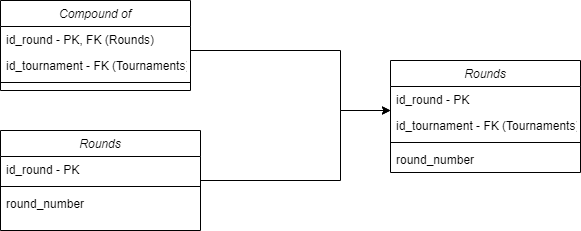 Compound of
id_round - PK, FK (Rounds)
id_tournament - FK (Tournaments
Rounds
id_round - PK
round_number
Rounds
id_round - PK
id_tournament - FK (Tournaments
round_number